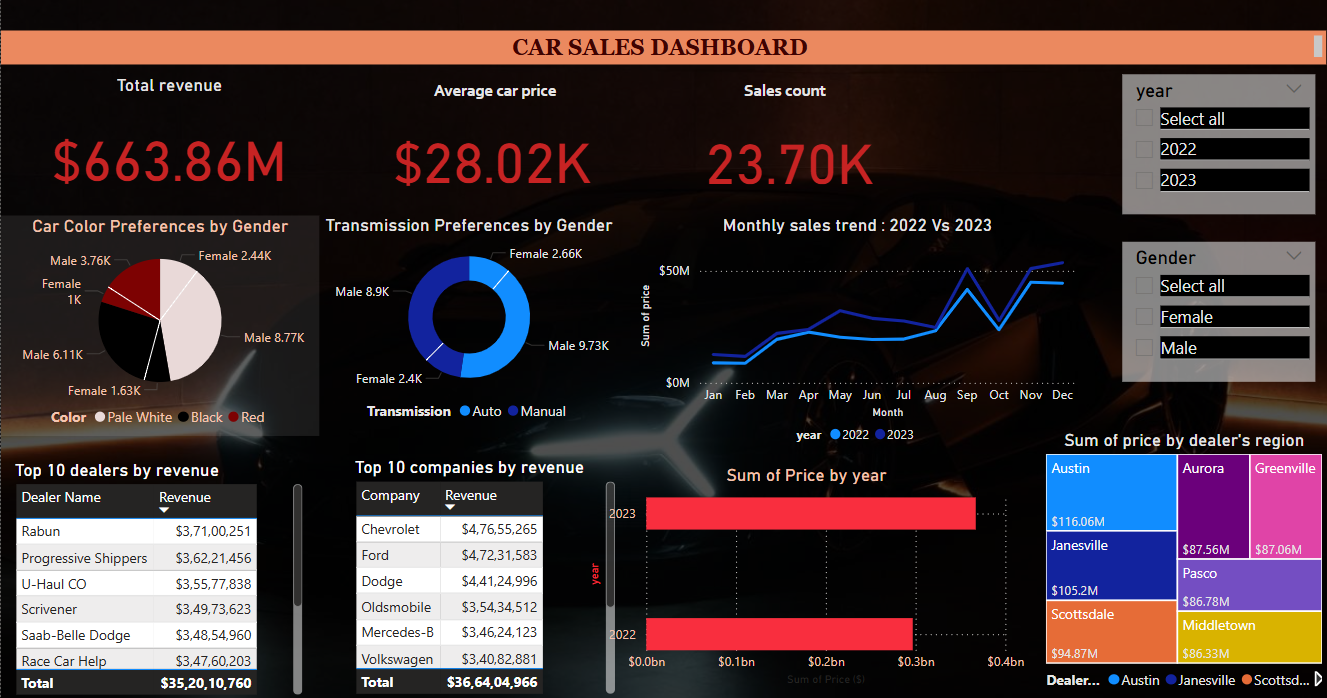 CAR SALES DASHBOARD
Total revenue
$663.86M
Average car price
$28.02K
Sales count
23.70K
year
Select all
2022
2023
Gender
Select all
Female
Male
Car Color Preferences by Gender
Female 2.44K
Male 8.77K
Female 1.63K
Male 6.11K
Female
1K
Male 3.76K
Color Pale White Black Red
Transmission Preferences by Gender
Female 2.66K
Male 9.73K
Female 2.4K
Male 8.9K
Transmission Auto Manual
Monthly sales trend : 2022 Vs 2023
Sum of price
$50M
$0M
Jan Feb Mar Apr May Jun Jul Aug Sep Oct Nov Dec
Month
year 2022 2023
Top 10 dealers by revenue
Dealer Name Revenue
Rabun $3,71,00,251
Progressive Shippers $3,62,21,456
U-Haul CO $3,55,77,838
Scrivener $3,49,73,623
Saab-Belle Dodge $3,48,54,960
Race Car Help $3,47,60,203
Total $35,20,10,760
Top 10 companies by revenue
Company Revenue
Chevrolet $4,76,55,265
Ford $4,72,31,583
Dodge $4,41,24,996
Oldsmobile $3,54,34,512
Mercedes-B $3,46,24,123
Volkswagen $3,40,82,881
Total $36,64,04,966
Sum of Price by year
year
2023
2022
$0.0bn $0.1bn $0.2bn $0.3bn $0.4bn
Sum of Price ($)
Sum of price by dealer's region
Austin
$116.06M
Janesville
$105.2M
Scottsdale
$94.87M
Aurora
$87.56M
Greenville
$87.06M
Pasco
$86.78M
Middletown
$86.33M
Dealer... Austin Janesville Scottsd...